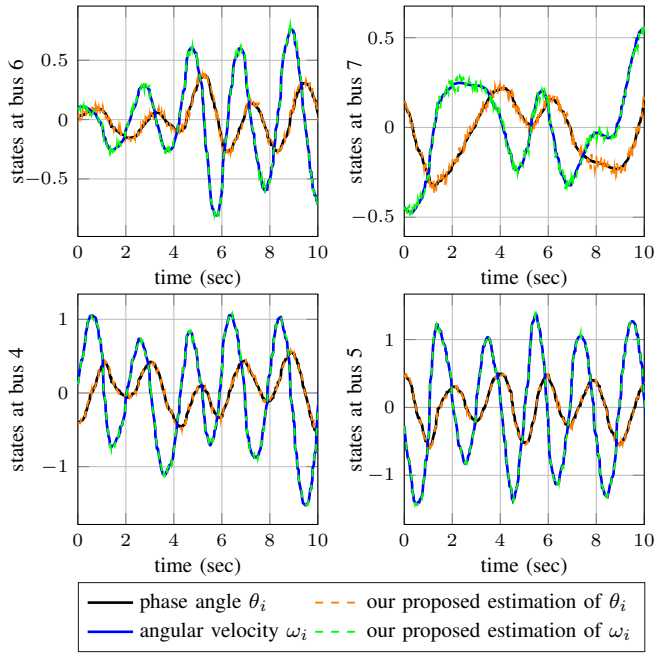 states at bus 6
0.5
0
−0.5
0 2 4 6 8 10
time (sec)
states at bus 7
0.5
0
−0.5
0 2 4 6 8 10
time (sec)
states at bus 4
1
0
−1
0 2 4 6 8 10
time (sec)
states at bus 5
1
0
−1
0 2 4 6 8 10
time (sec)
phase angle θᵢ
our proposed estimation of θᵢ
angular velocity ωᵢ
our proposed estimation of ωᵢ